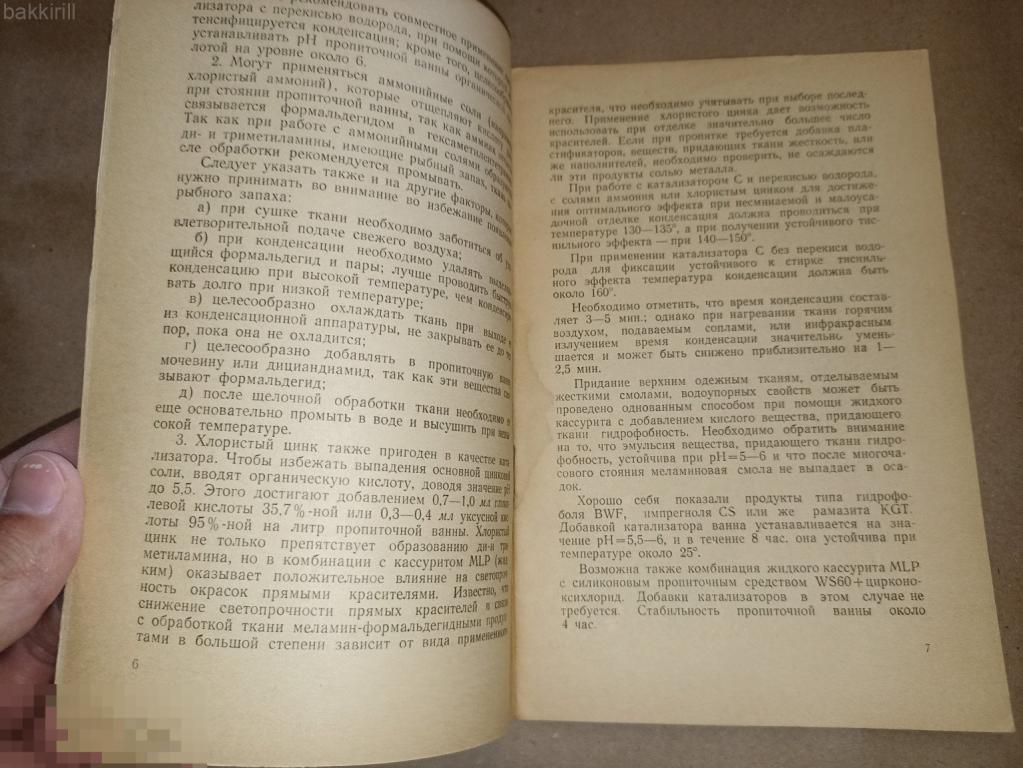 bakkirill
рекомендовать совместное
лизатора с перекисью водорода, при помощи
тенсифицируется конденсация; кроме того,
устанавливать pH пропиточной ванны
лотой на уровне около 6.
2. Могут применяться аммонийные соли
хлористый аммоний), которые отщепляют
при стоянии пропиточной ванны, так как
связывается формальдегидом в
Так как при работе с аммонийными солями
ди- и триметиламины, имеющие рыбный запах,
сле обработки рекомендуется промывать.
Следует указать также и на другие факторы,
нужно принимать во внимание во избежание
рыбного запаха:
а) при сушке ткани необходимо заботиться об
влетворительной подаче свежего воздуха;
б) при конденсации необходимо удалять
щийся формальдегид и пары; лучше проводить
конденсацию при высокой температуре, чем
вать долго при низкой температуре;
в) целесообразно охлаждать ткань при выходе
из конденсационной аппаратуры, не закрывать ее до
пор, пока она не охладится;
г) целесообразно добавлять в пропиточную
мочевину или дициандиамид, так как эти вещества
зывают формальдегид;
д) после щелочной обработки ткани необходимо
еще основательно промыть в воде и высушить при
сокой температуре.
3. Хлористый цинк также пригоден в качестве ката
лизатора. Чтобы избежать выпадения основной цинковой
соли, вводят органическую кислоту, доводя значение pH
до 5.5. Этого достигают добавлением 0,7—1,0 мл
левой кислоты 35,7%-ной или 0,3—0,4 мл уксусной кис
лоты 95%-ной на литр пропиточной ванны. Хлористый
цинк не только препятствует образованию ди-и три
метиламина, но в комбинации с кассуритом MLP (жид
ким) оказывает положительное влияние на светопроч
ность окрасок прямыми красителями. Известно, что
снижение светопрочности прямых красителей в связи
с обработкой ткани меламин-формальдегидными продук
тами в большой степени зависит от вида примененного
6
красителя, что необходимо учитывать при выборе послед-
него. Применение хлористого цинка дает возможность
использовать при отделке значительно большее число
красителей. Если при пропитке требуется добавка пла-
стификаторов, веществ, придающих ткани жесткость, или
же наполнителей, необходимо проверить, не осаждаются
ли эти продукты солью металла.
При работе с катализатором С и перекисью водорода,
с солями аммония или хлористым цинком для достиже-
ния оптимального эффекта при несминаемой и малоуса-
дочной отделке конденсация должна проводиться при
температуре 130—135°, а при получении устойчивого тис-
нильного эффекта — при 140—150°.
При применении катализатора С без перекиси водо-
рода для фиксации устойчивого к стирке тиснильного
ного эффекта температура конденсации должна быть
около 160°.
Необходимо отметить, что время конденсации состав-
ляет 3—5 мин.; однако при нагревании ткани горячим
воздухом, подаваемым соплами, или инфракрасным
излучением время конденсации значительно умень-
шается и может быть снижено приблизительно на 1—
2,5 мин.
Придание верхним одежным тканям, отделываемым
жесткими смолами, водоупорных свойств может быть
проведено однованным способом при помощи жидкого
кассурита с добавлением кислого вещества, придающего
ткани гидрофобность. Необходимо обратить внимание
на то, что эмульсия вещества, придающего ткани гидро-
фобность, устойчива при pH=5—6 и что после многоча-
сового стояния меламиновая смола не выпадает в оса-
док.
Хорошо себя показали продукты типа гидрофо-
боля BWF, импрегноля CS или же рамазита KGT.
Добавкой катализатора ванна устанавливается на зна-
чение pH=5,5—6, и в течение 8 час. она устойчива при
температуре около 25°.
Возможна также комбинация жидкого кассурита MLP
с силиконовым пропиточным средством WS60+цирконо-
ксихлорид. Добавки катализаторов в этом случае не
требуется. Стабильность пропиточной ванны около
4 час.
7